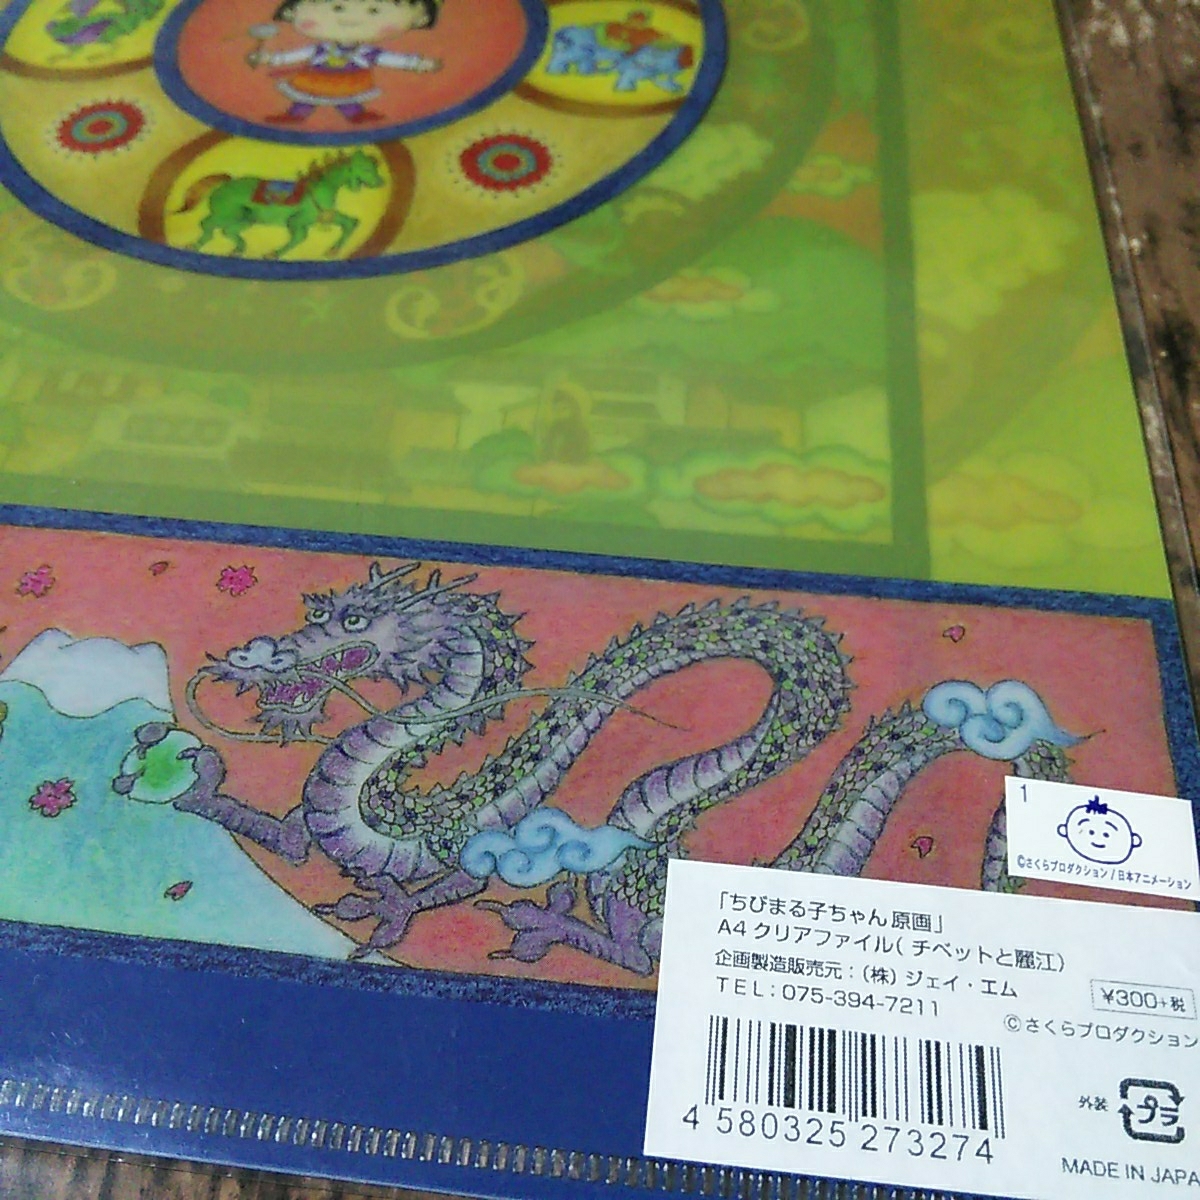 1
©さくらプロダクション/日本アニメーション
「ちびまる子ちゃん原画」
A4クリアファイル(チベットと麗江)
企画製造販売元:(株)ジェイ・エム
TEL:075-394-7211
¥300+税
©さくらプロダクション
4 580325 273274
外装 プラ
MADE IN JAPA